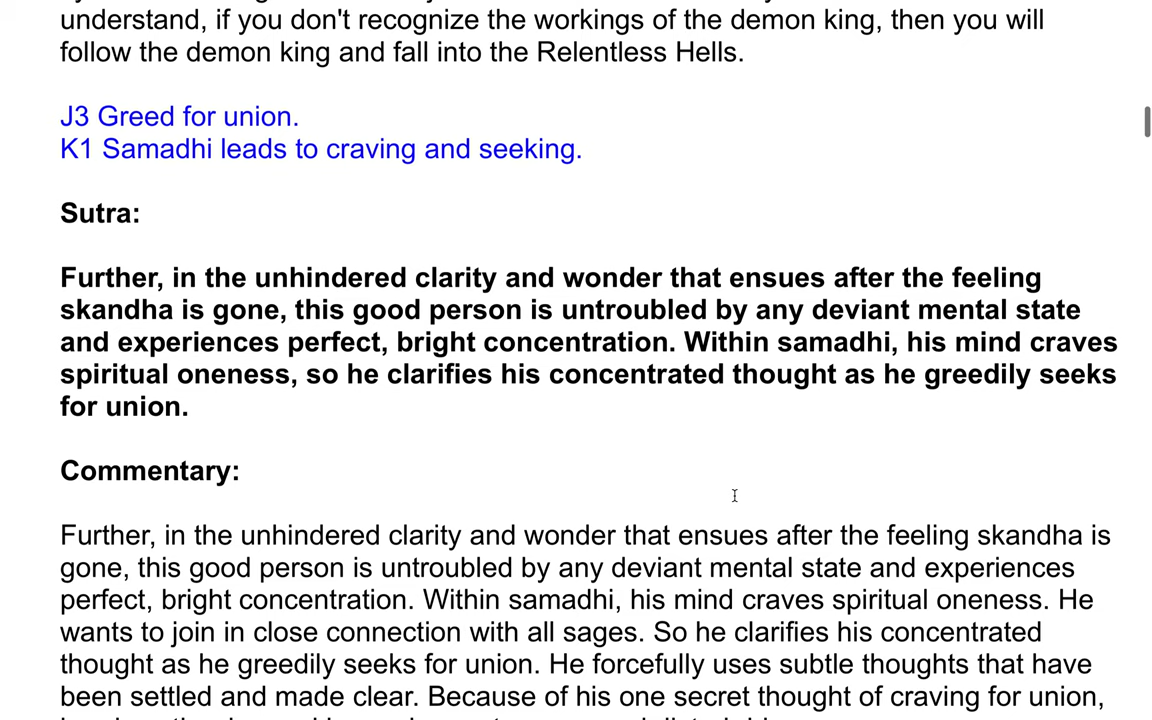 understand, if you don't recognize the workings of the demon king, then you will
follow the demon king and fall into the Relentless Hells.
J3 Greed for union.
K1 Samadhi leads to craving and seeking.
Sutra:
Further, in the unhindered clarity and wonder that ensues after the feeling
skandha is gone, this good person is untroubled by any deviant mental state
and experiences perfect, bright concentration. Within samadhi, his mind craves
spiritual oneness, so he clarifies his concentrated thought as he greedily seeks
for union.
Commentary:
Further, in the unhindered clarity and wonder that ensues after the feeling skandha is
gone, this good person is untroubled by any deviant mental state and experiences
perfect, bright concentration. Within samadhi, his mind craves spiritual oneness. He
wants to join in close connection with all sages. So he clarifies his concentrated
thought as he greedily seeks for union. He forcefully uses subtle thoughts that have
been settled and made clear. Because of his one secret thought of craving for union,